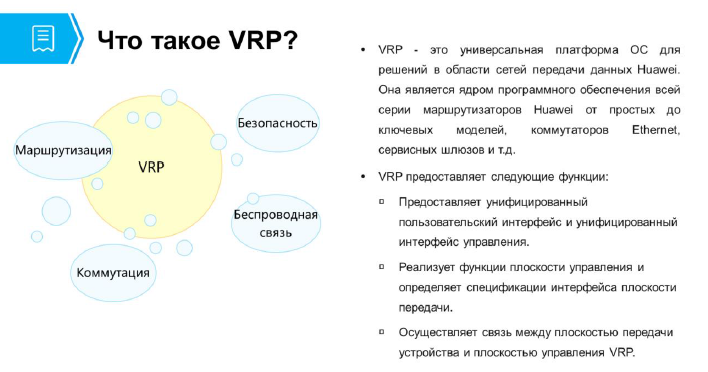 Что такое VRP?
Маршрутизация
VRP
Безопасность
Беспроводная
связь
Коммутация
• VRP - это универсальная платформа ОС для
решений в области сетей передачи данных Huawei.
Она является ядром программного обеспечения всей
серии маршрутизаторов Huawei от простых до
ключевых моделей, коммутаторов Ethernet,
сервисных шлюзов и т.д.
• VRP предоставляет следующие функции:
▫ Предоставляет унифицированный
пользовательский интерфейс и унифицированный
интерфейс управления.
▫ Реализует функции плоскости управления и
определяет спецификации интерфейса плоскости
передачи.
▫ Осуществляет связь между плоскостью передачи
устройства и плоскостью управления VRP.